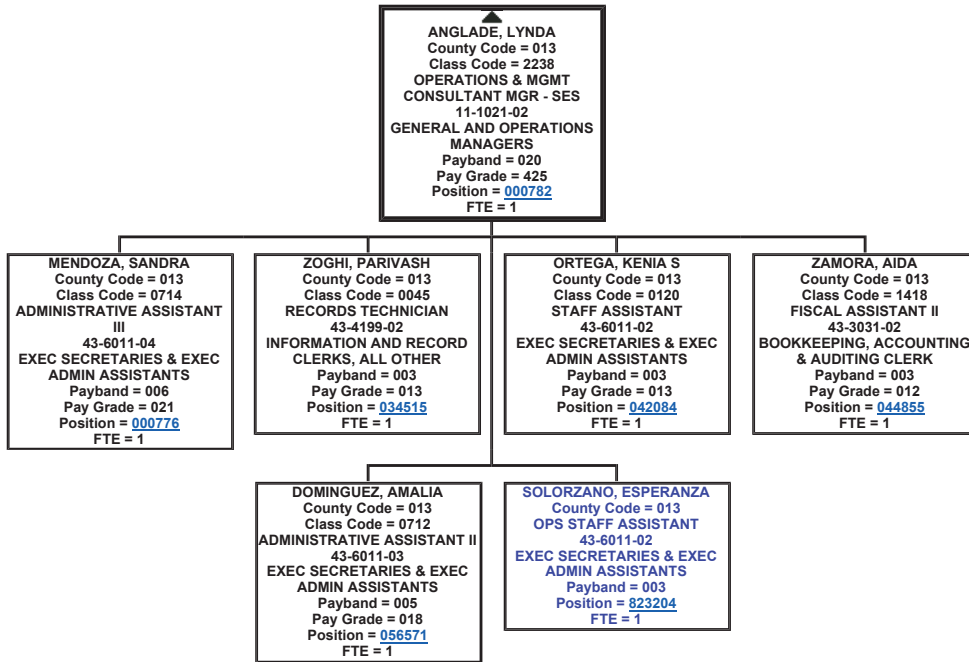 ANGLADE, LYNDA
County Code = 013
Class Code = 2238
OPERATIONS & MGMT
CONSULTANT MGR - SES
11-1021-02
GENERAL AND OPERATIONS
MANAGERS
Payband = 020
Pay Grade = 425
Position = 000782
FTE = 1
MENDOZA, SANDRA
County Code = 013
Class Code = 0714
ADMINISTRATIVE ASSISTANT
III
43-6011-04
EXEC SECRETARIES & EXEC
ADMIN ASSISTANTS
Payband = 006
Pay Grade = 021
Position = 000776
FTE = 1
ZOGHI, PARIVASH
County Code = 013
Class Code = 0045
RECORDS TECHNICIAN
43-4199-02
INFORMATION AND RECORD
CLERKS, ALL OTHER
Payband = 003
Pay Grade = 013
Position = 034515
FTE = 1
ORTEGA, KENIA S
County Code = 013
Class Code = 0120
STAFF ASSISTANT
43-6011-02
EXEC SECRETARIES & EXEC
ADMIN ASSISTANTS
Payband = 003
Pay Grade = 013
Position = 042084
FTE = 1
ZAMORA, AIDA
County Code = 013
Class Code = 1418
FISCAL ASSISTANT II
43-3031-02
BOOKKEEPING, ACCOUNTING
& AUDITING CLERK
Payband = 003
Pay Grade = 012
Position = 044855
FTE = 1
DOMINGUEZ, AMALIA
County Code = 013
Class Code = 0712
ADMINISTRATIVE ASSISTANT II
43-6011-03
EXEC SECRETARIES & EXEC
ADMIN ASSISTANTS
Payband = 005
Pay Grade = 018
Position = 056571
FTE = 1
SOLORZANO, ESPERANZA
County Code = 013
OPS STAFF ASSISTANT
43-6011-02
EXEC SECRETARIES & EXEC
ADMIN ASSISTANTS
Payband = 003
Position = 823204
FTE = 1